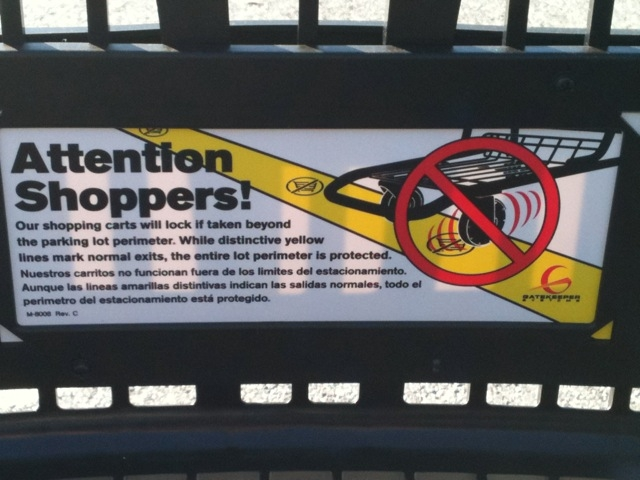 Attention
Shoppers!
Our shopping carts will lock if taken beyond
the parking lot perimeter. While distinctive yellow
lines mark normal exits, the entire lot perimeter is protected.
Nuestros carritos no funcionan fuera de los limites del estacionamiento.
Aunque las lineas amarillas distintivas indican las salidas normales, todo el
perimetro del estacionamiento está protegido.
M-8008 Rev. C
GATEKEEPER